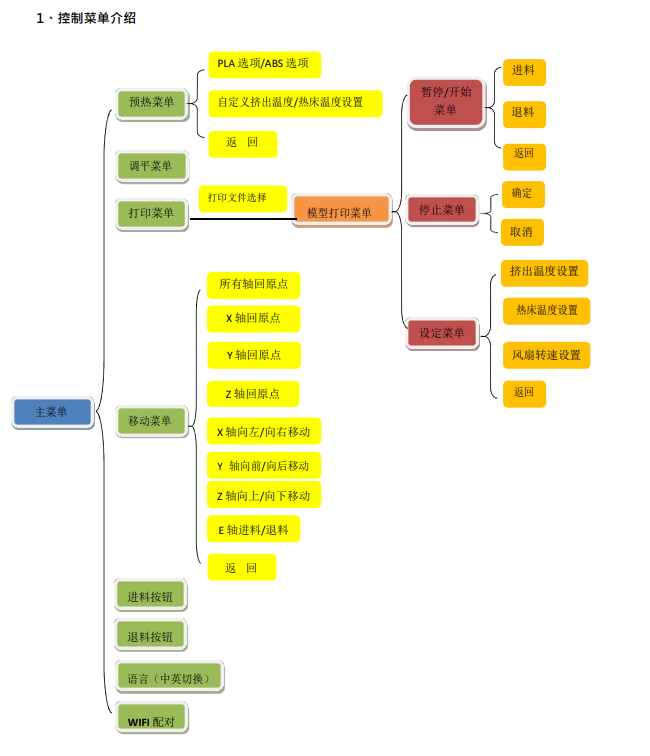 1、控制菜单介绍
主菜单
预热菜单
PLA 选项/ABS 选项
自定义挤出温度/热床温度设置
返 回
调平菜单
打印菜单
打印文件选择
模型打印菜单
暂停/开始
菜单
进料
退料
返回
停止菜单
确定
取消
设定菜单
挤出温度设置
热床温度设置
风扇转速设置
返回
移动菜单
所有轴回原点
X 轴回原点
Y 轴回原点
Z 轴回原点
X 轴向左/向右移动
Y 轴向前/向后移动
Z 轴向上/向下移动
E 轴进料/退料
返 回
进料按钮
退料按钮
语言（中英切换）
WIFI 配对